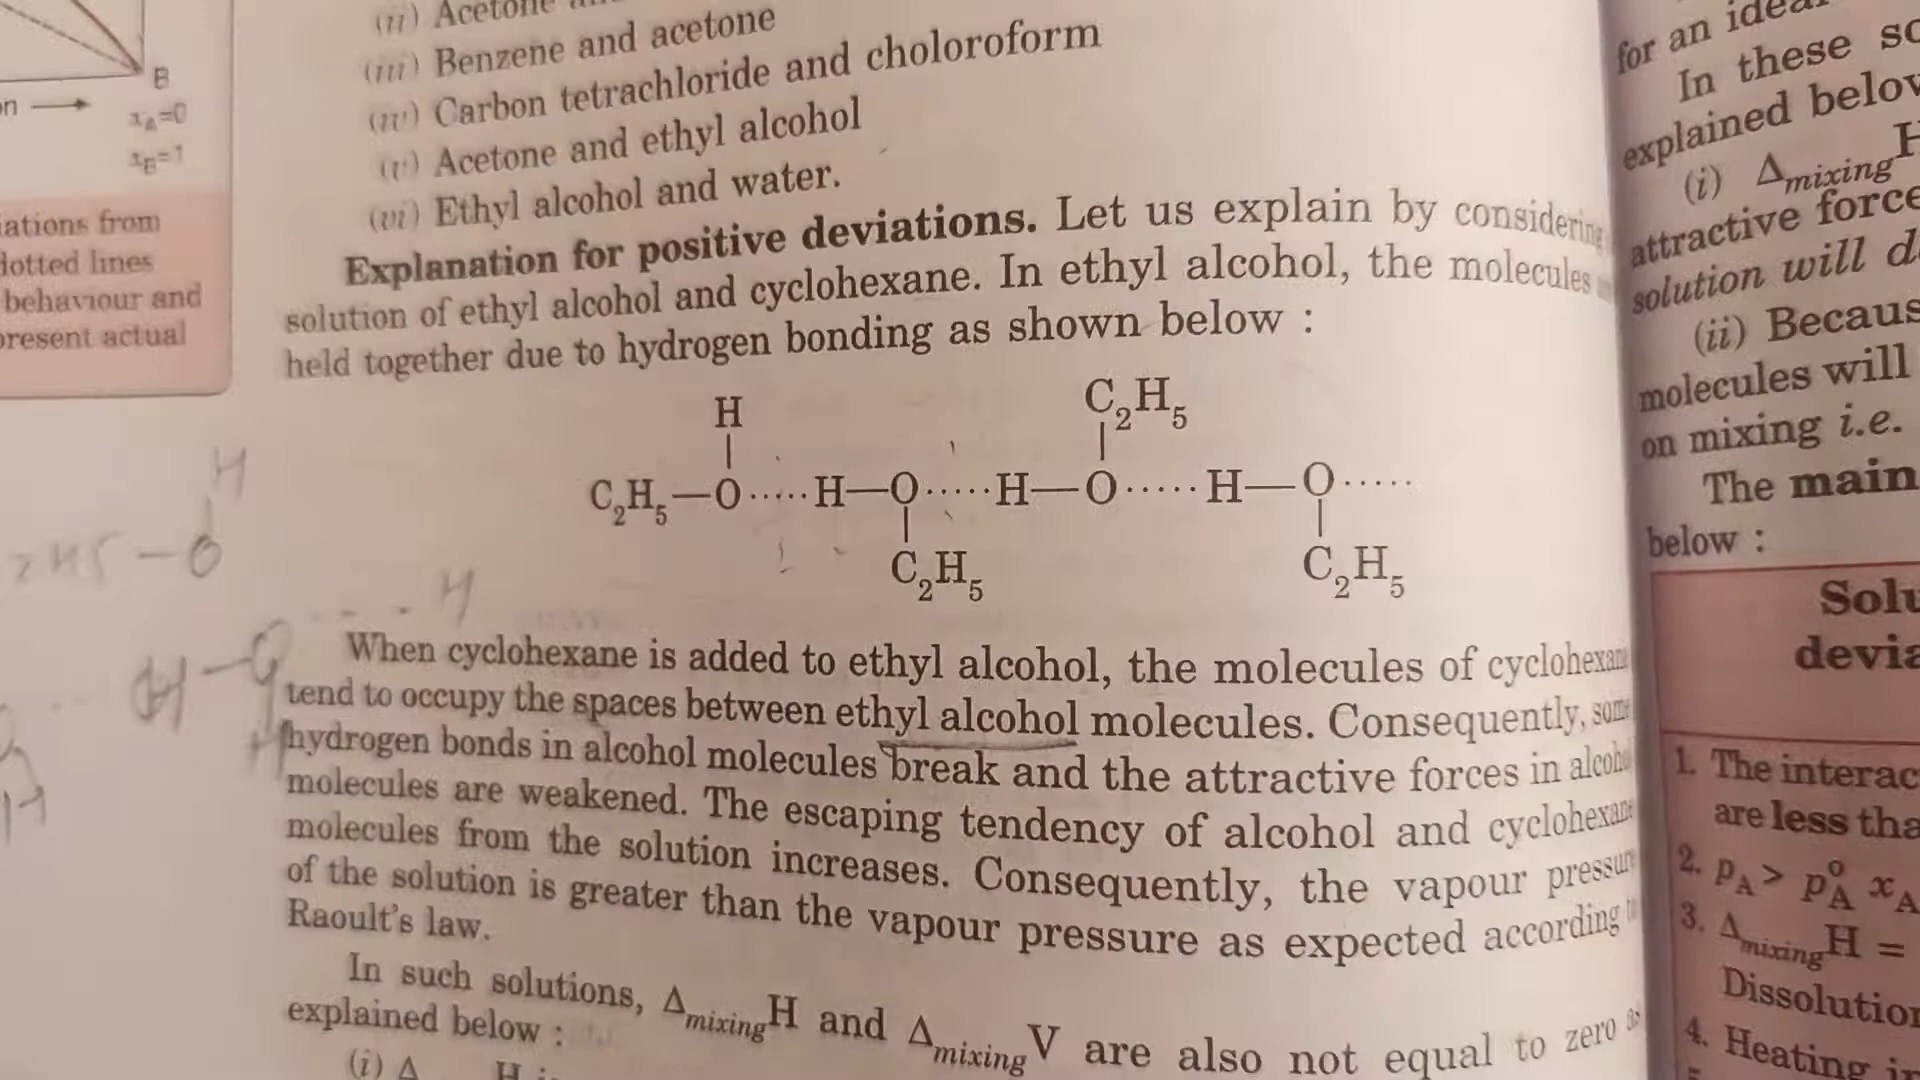 B
xA=0
xB=1
ations from
dotted lines
behaviour and
present actual
(ii) Acetone
(iii) Benzene and acetone
(iv) Carbon tetrachloride and choloroform
(v) Acetone and ethyl alcohol
(vi) Ethyl alcohol and water.
Explanation for positive deviations. Let us explain by considering
solution of ethyl alcohol and cyclohexane. In ethyl alcohol, the molecules
held together due to hydrogen bonding as shown below :
H C₂H₅
C₂H₅—O·····H—O·····H—O·····H—O·····
C₂H₅ C₂H₅
When cyclohexane is added to ethyl alcohol, the molecules of cyclohexane
tend to occupy the spaces between ethyl alcohol molecules. Consequently, some
hydrogen bonds in alcohol molecules break and the attractive forces in alcohol
molecules are weakened. The escaping tendency of alcohol and cyclohexane
molecules from the solution increases. Consequently, the vapour pressure
of the solution is greater than the vapour pressure as expected according to
Raoult's law.
In such solutions, ΔmixingH and ΔmixingV are also not equal to zero as
explained below :
(i) Δ H
H
2H5 – O
H
H – O
H
H
for an ideal
In these so
explained below
(i) Δmixing H
attractive force
solution will d
(ii) Becaus
molecules will
on mixing i.e.
The main
below :
Solu
devia
1. The interac
are less tha
2. pA > p°A xA
3. ΔmixingH =
Dissolution
4. Heating in